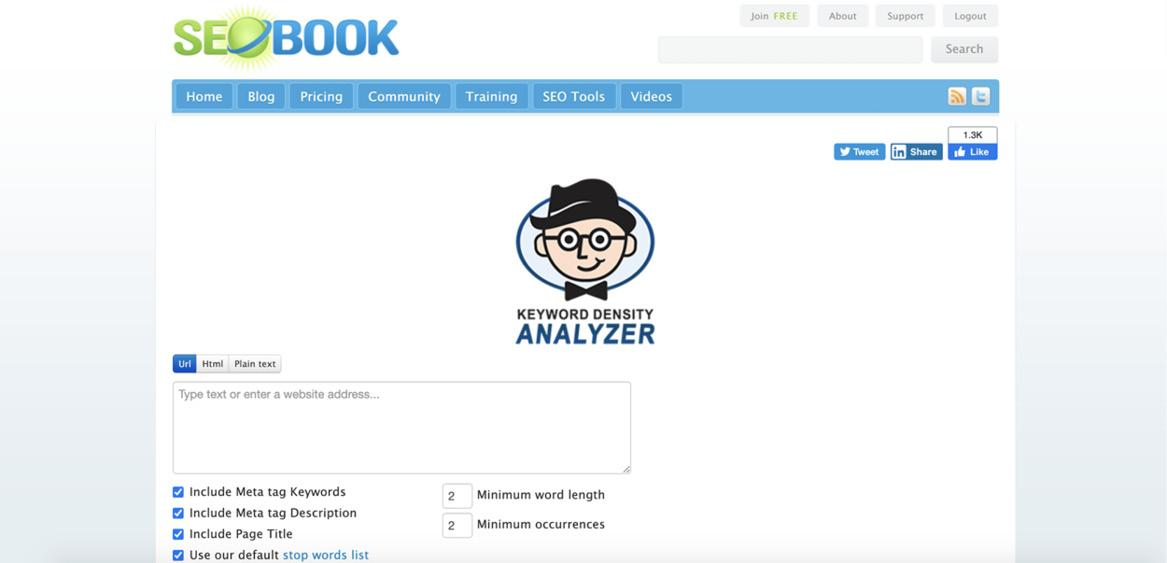 SEOBOOK
Join FREE About Support Logout
Search
Home Blog Pricing Community Training SEO Tools Videos
1.3K
Tweet Share Like
KEYWORD DENSITY
ANALYZER
Url Html Plain text
Type text or enter a website address...
Include Meta tag Keywords
2 Minimum word length
Include Meta tag Description
2 Minimum occurrences
Include Page Title
Use our default stop words list